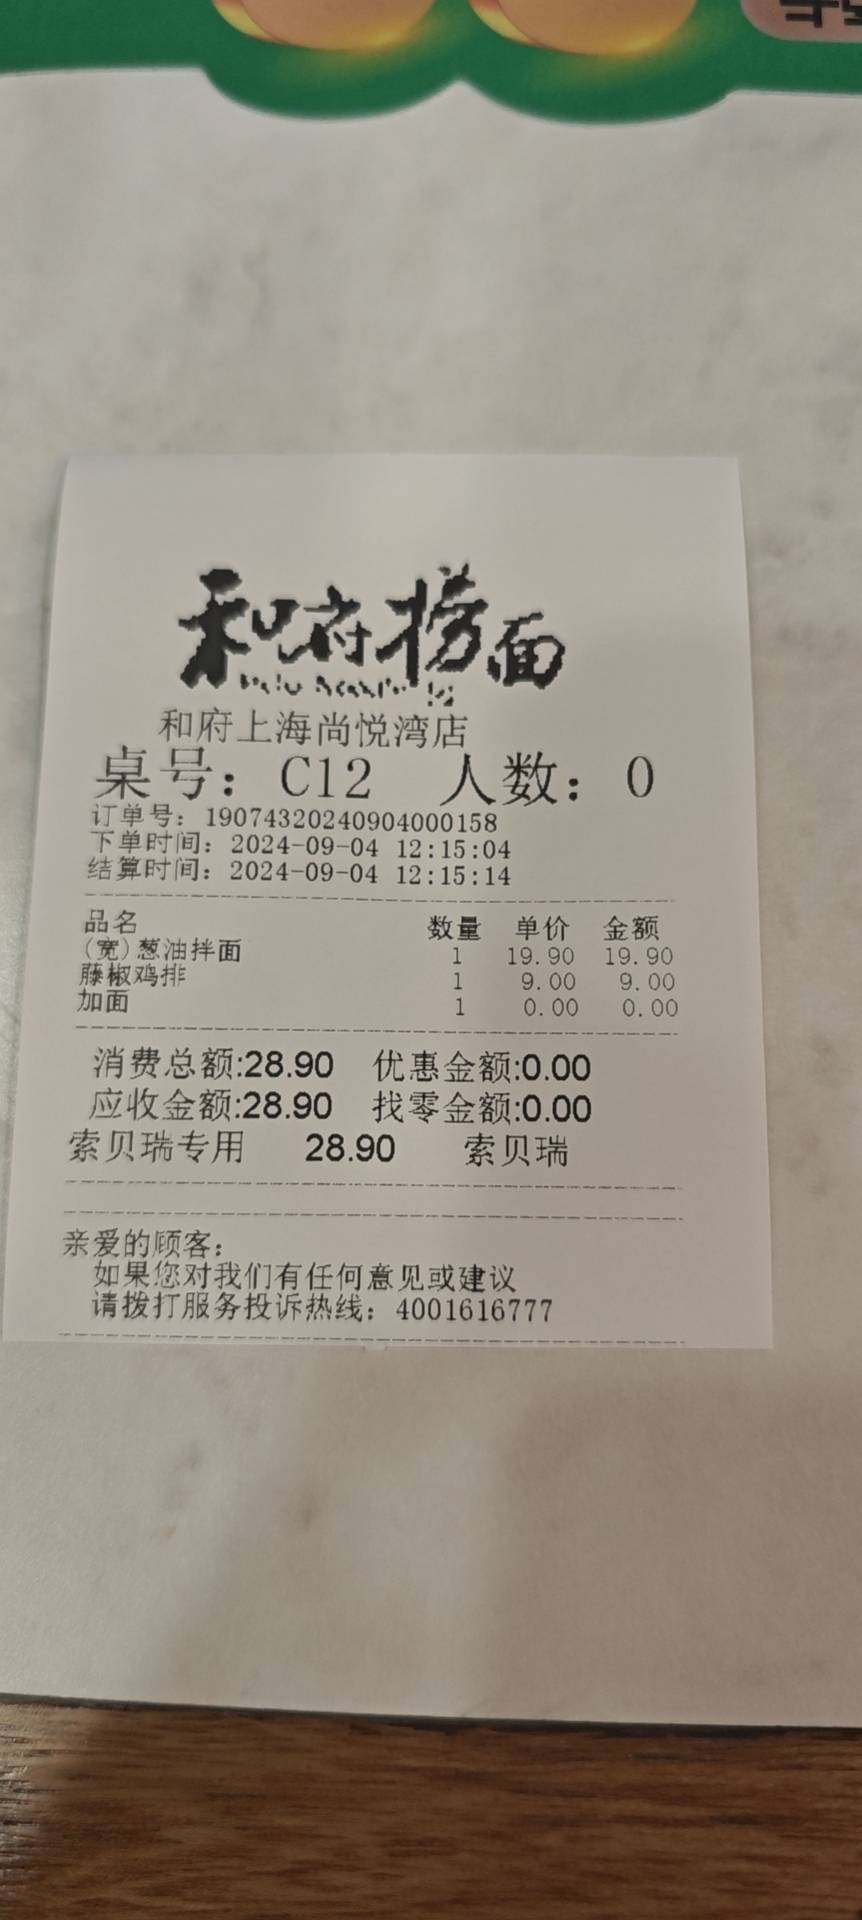 和府捞面
和府上海尚悦湾店
桌号: C12 人数: 0
订单号: 19074320240904000158
下单时间: 2024-09-04 12:15:04
结算时间: 2024-09-04 12:15:14
品名 数量 单价 金额
(宽)葱油拌面 1 19.90 19.90
藤椒鸡排 1 9.00 9.00
加面 1 0.00 0.00
消费总额:28.90 优惠金额:0.00
应收金额:28.90 找零金额:0.00
索贝瑞专用 28.90 索贝瑞
亲爱的顾客:
如果您对我们有任何意见或建议
请拨打服务投诉热线: 4001616777